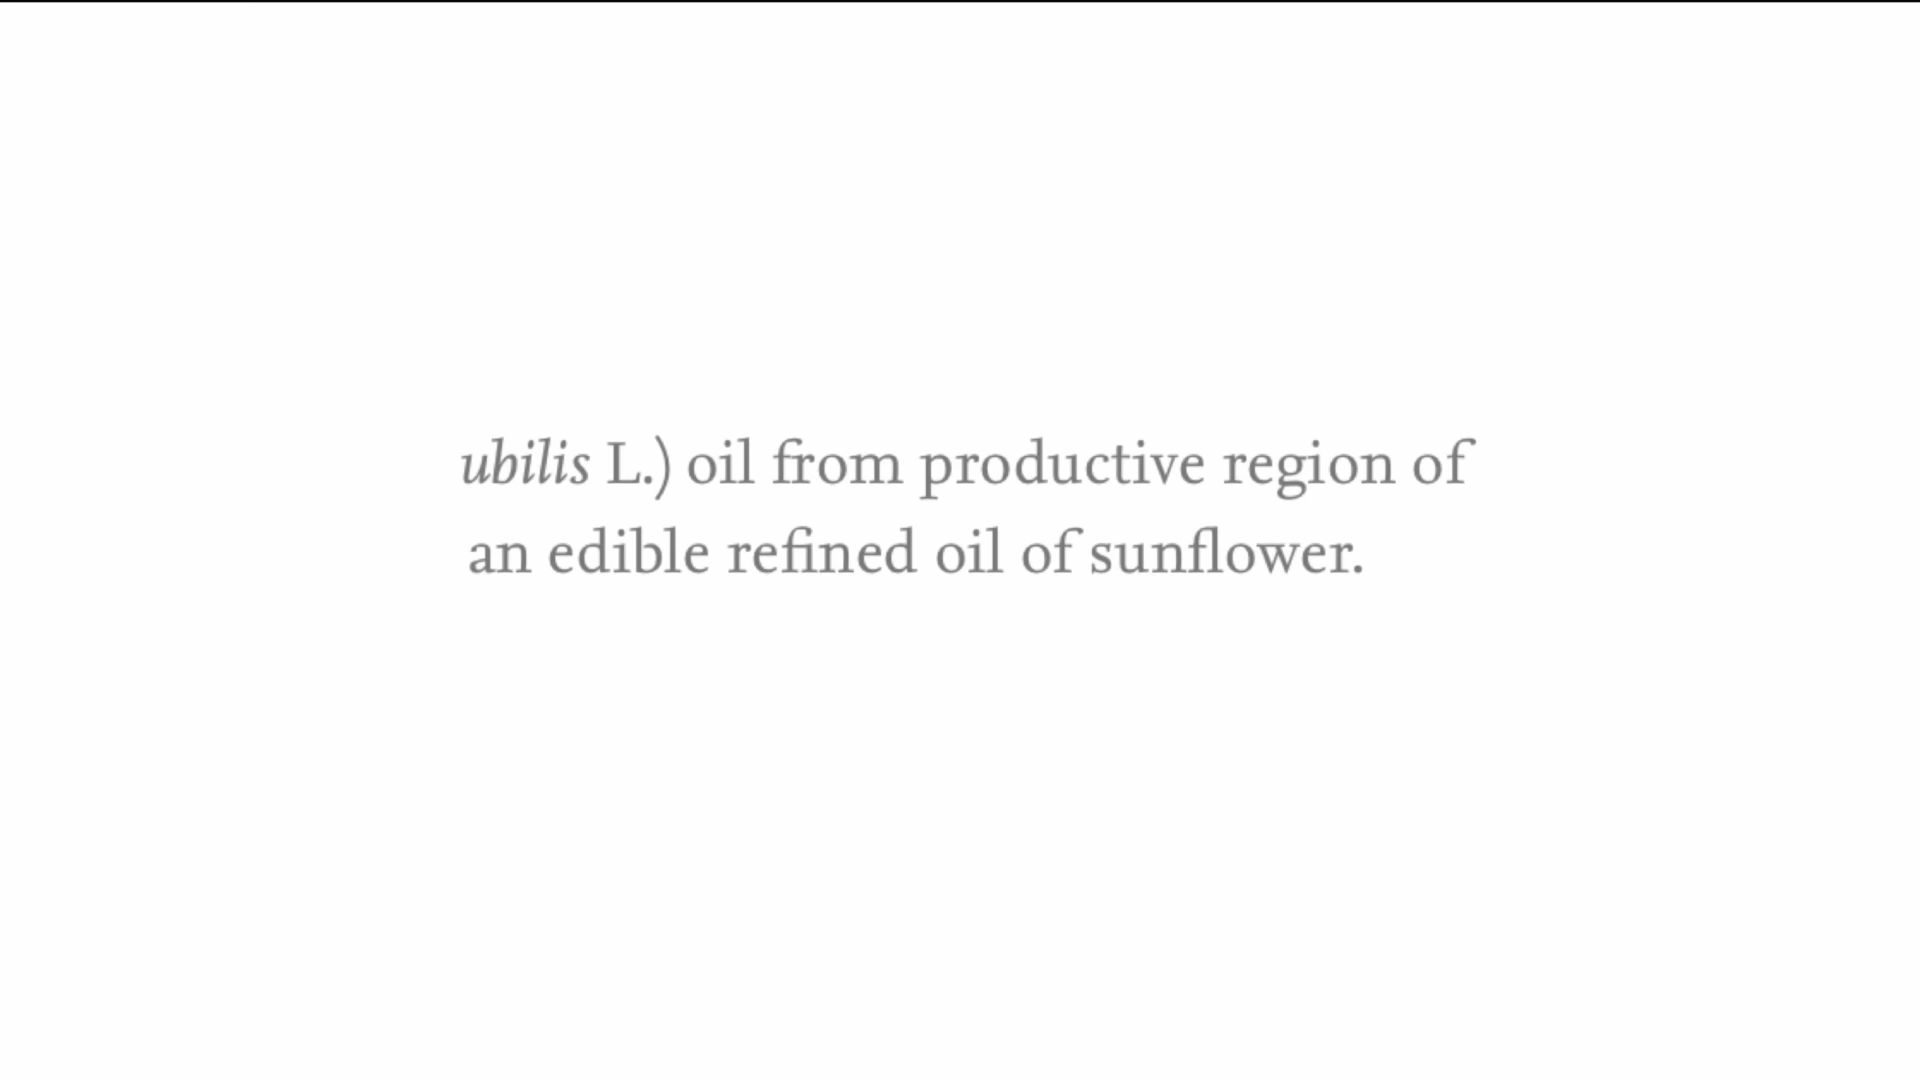 ubilis L.) oil from productive region of
an edible refined oil of sunflower.